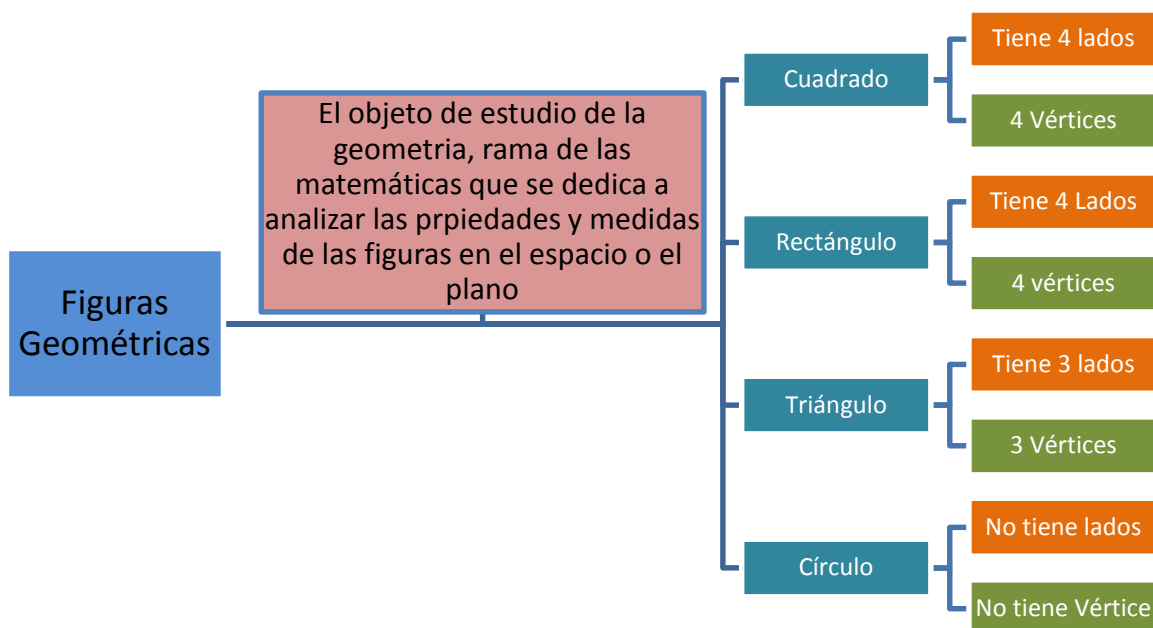 Figuras
Geométricas
El objeto de estudio de la
geometria, rama de las
matemáticas que se dedica a
analizar las prpiedades y medidas
de las figuras en el espacio o el
plano
Cuadrado
Tiene 4 lados
4 Vértices
Rectángulo
Tiene 4 Lados
4 vértices
Triángulo
Tiene 3 lados
3 Vértices
Círculo
No tiene lados
No tiene Vértice